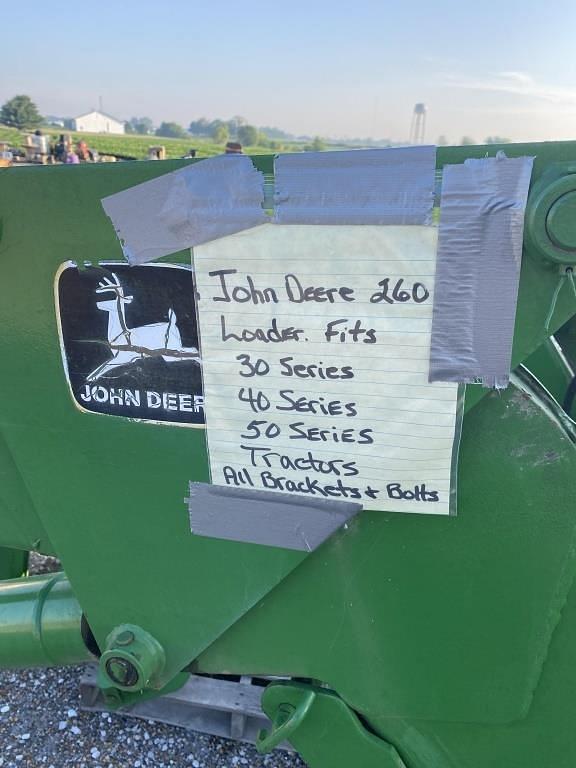 John Deere 260
Loader. Fits
30 Series
40 Series
50 Series
Tractors
All Brackets + Bolts
JOHN DEER